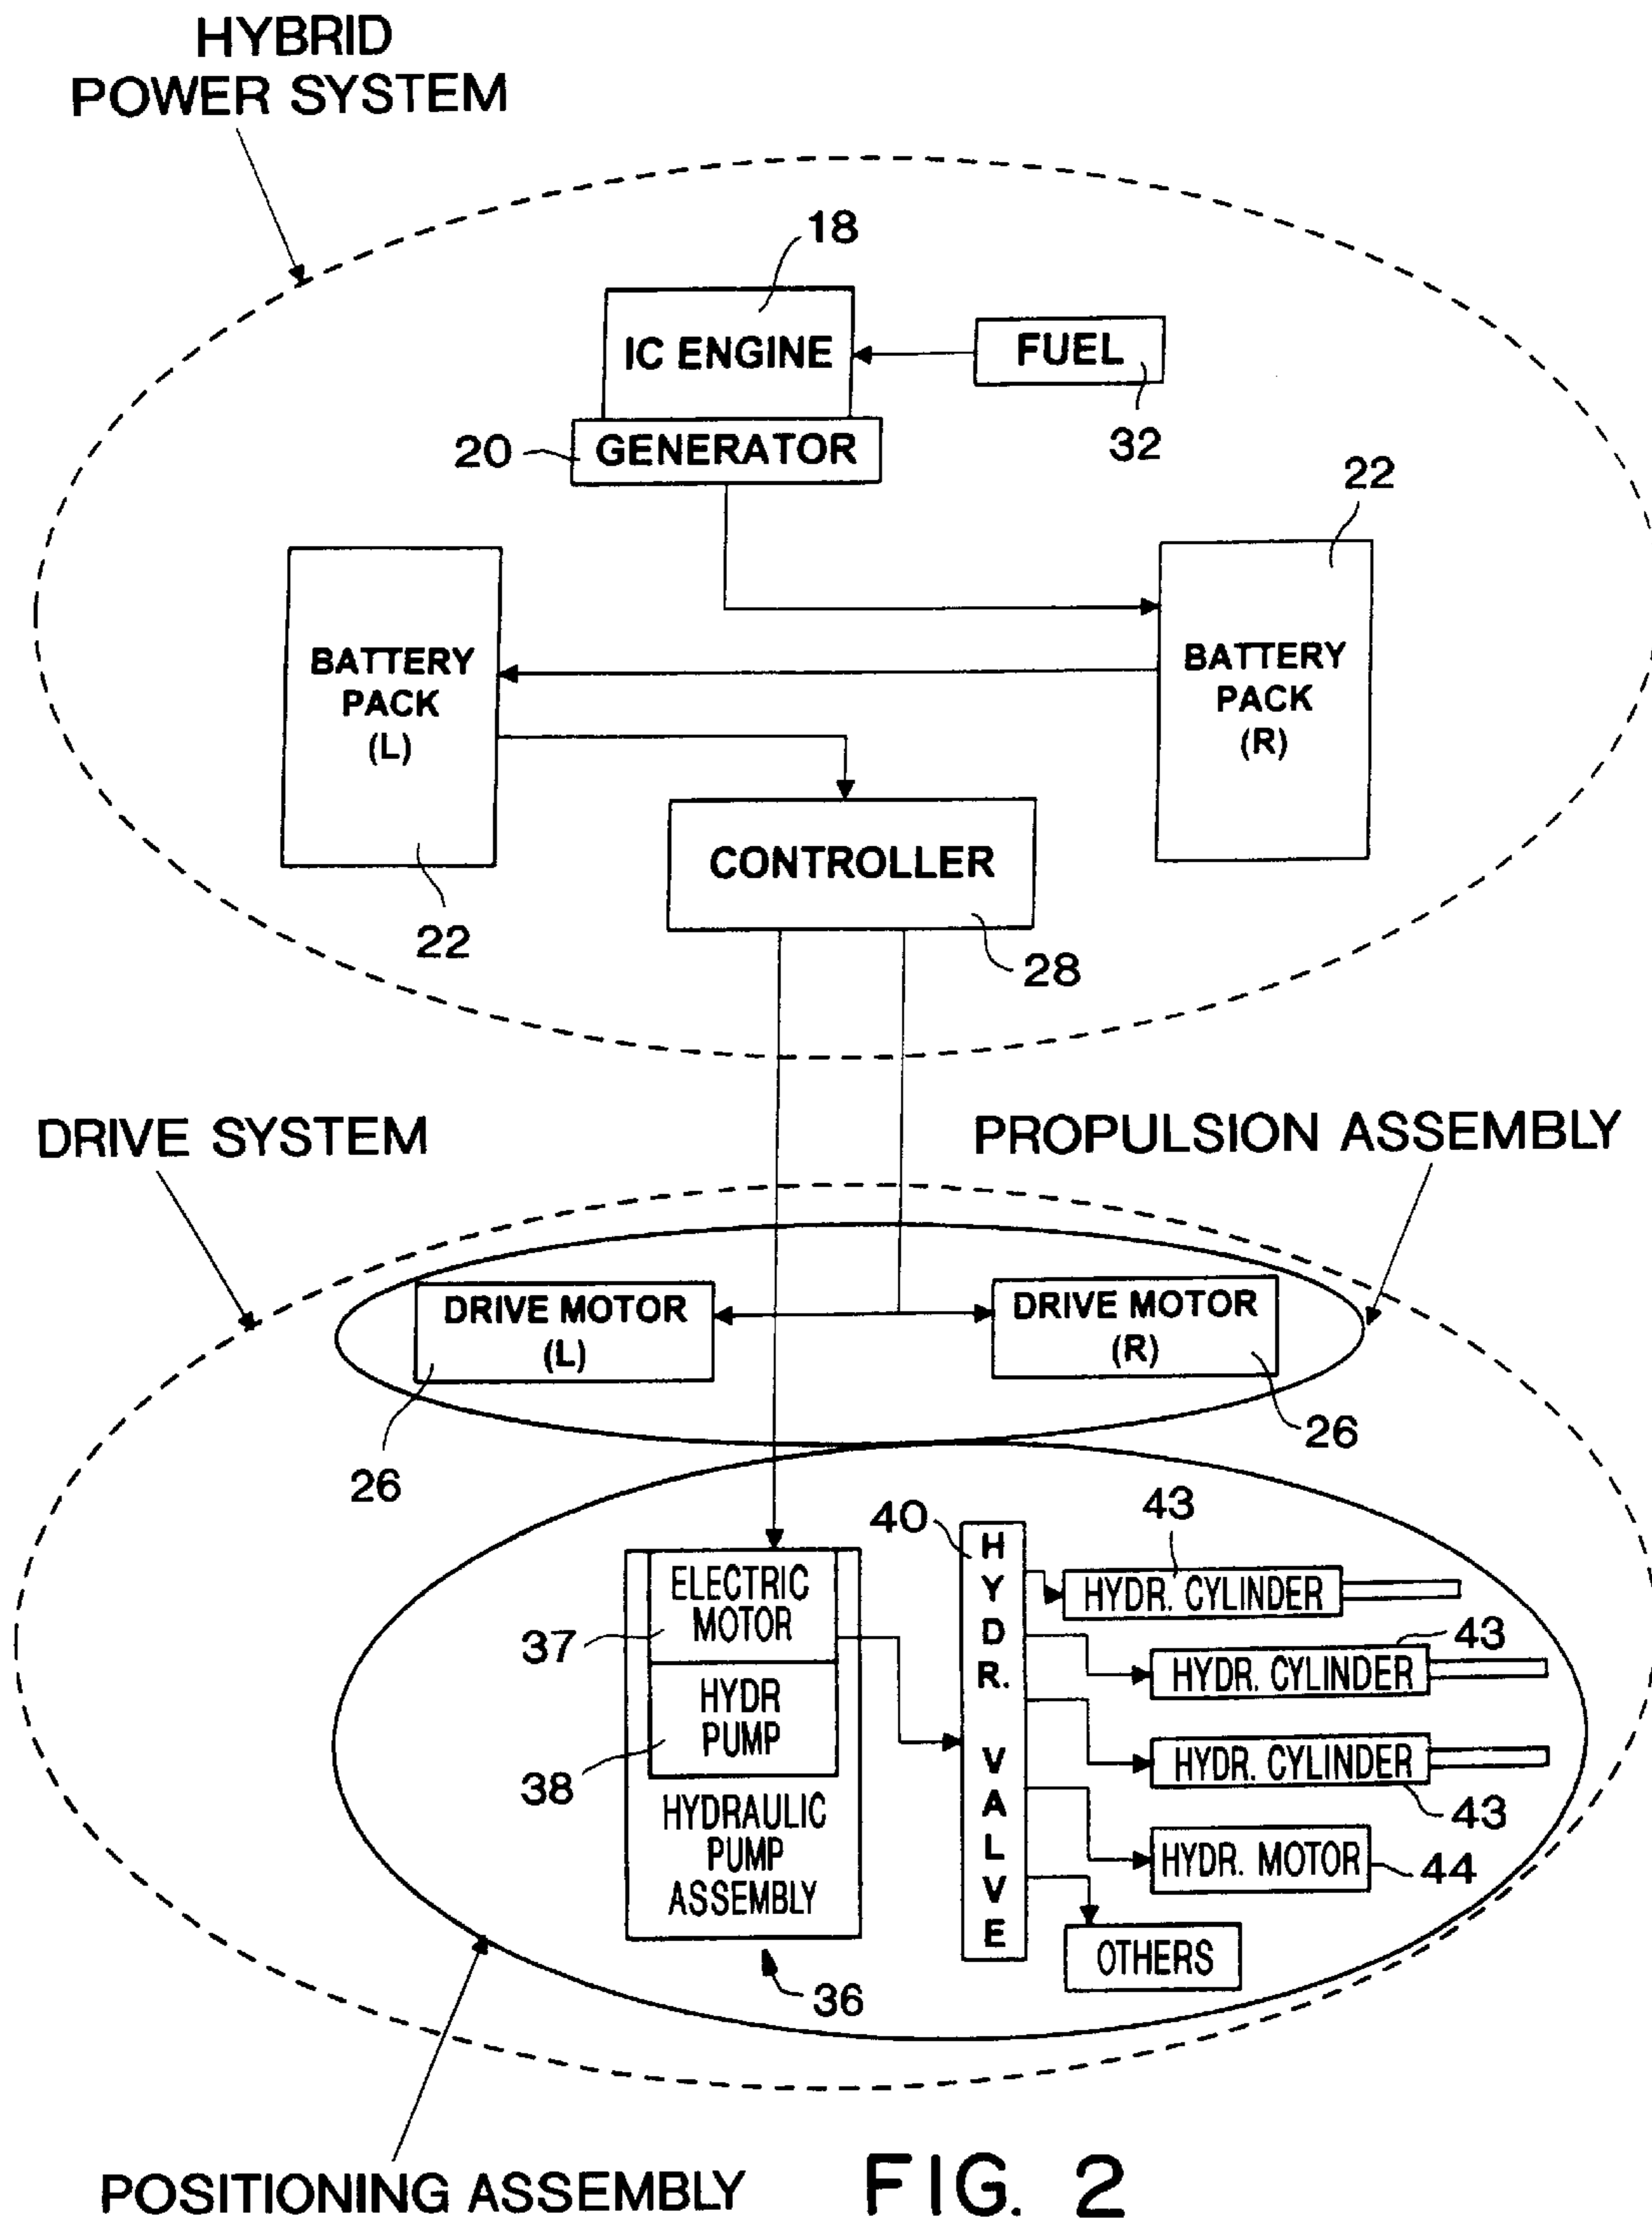 HYBRID
POWER SYSTEM
18
IC ENGINE
FUEL
32
20
GENERATOR
22
BATTERY
PACK
(L)
BATTERY
PACK
(R)
CONTROLLER
22
28
DRIVE SYSTEM
PROPULSION ASSEMBLY
DRIVE MOTOR
(L)
DRIVE MOTOR
(R)
26
26
ELECTRIC
MOTOR
37
HYDR
PUMP
38
HYDRAULIC
PUMP
ASSEMBLY
36
40
HYDR. VALVE
43
HYDR. CYLINDER
43
HYDR. CYLINDER
HYDR. CYLINDER
43
HYDR. MOTOR
44
OTHERS
POSITIONING ASSEMBLY
FIG. 2